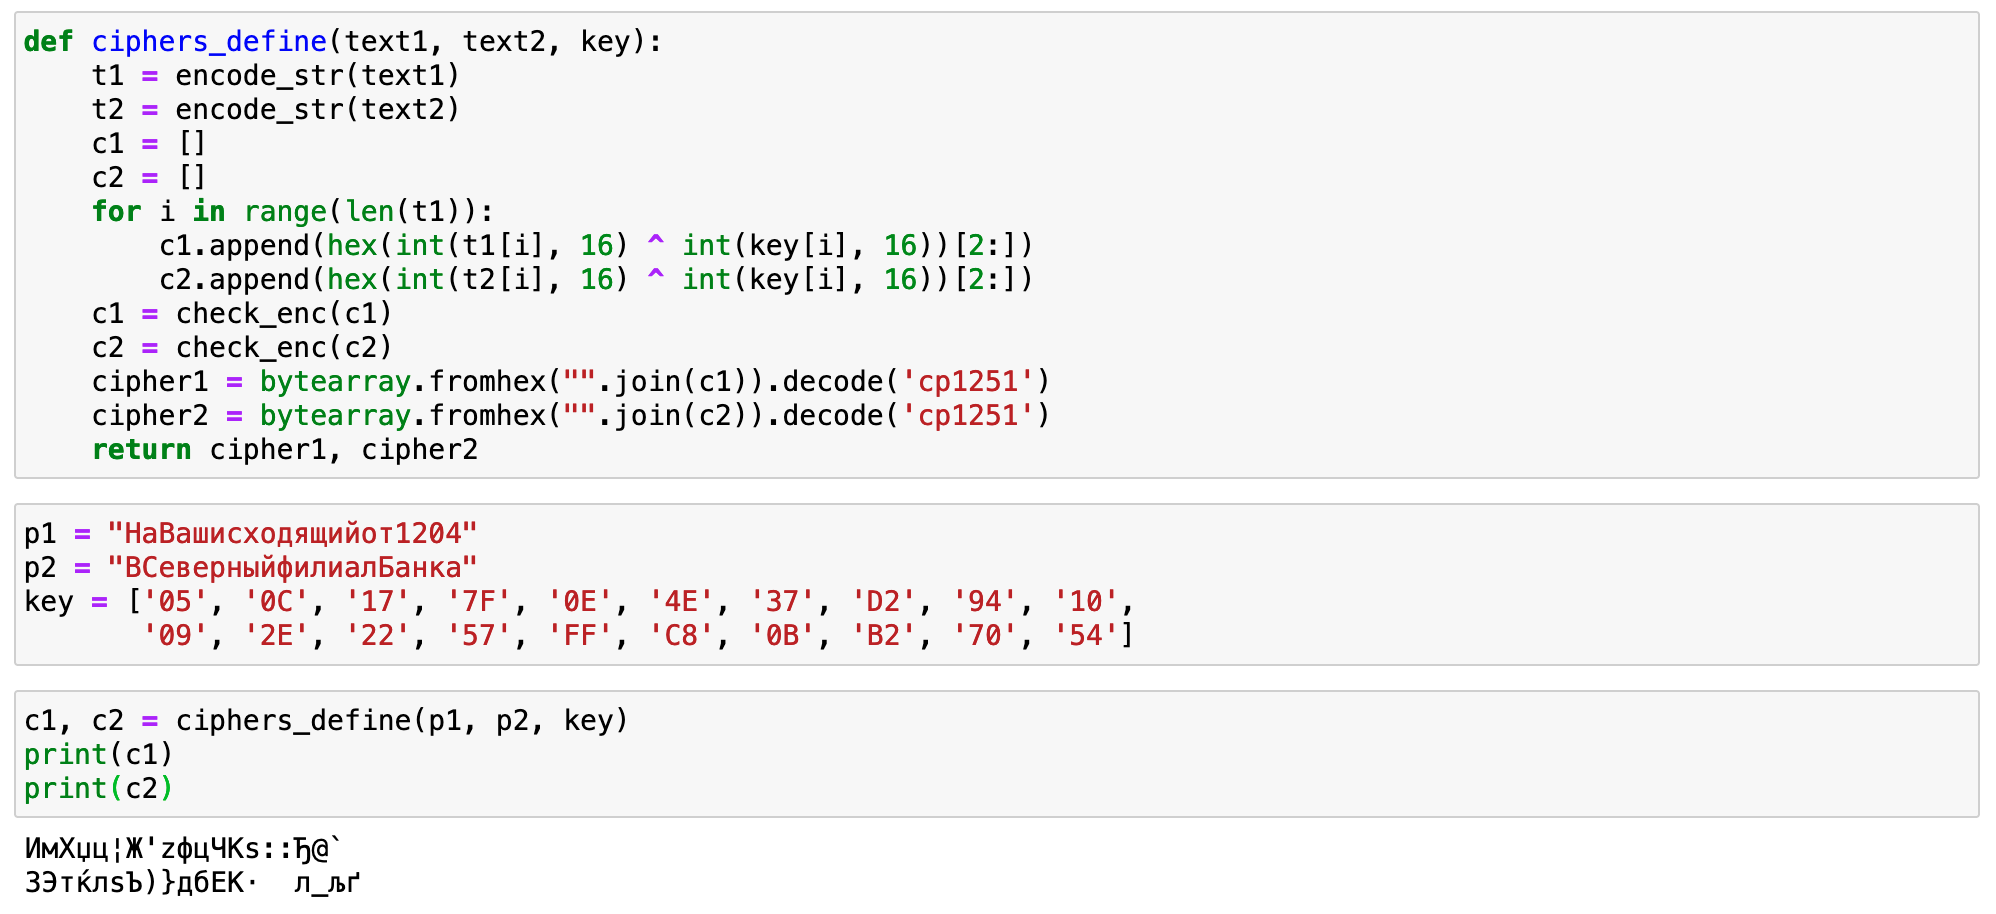 def ciphers_define(text1, text2, key):
    t1 = encode_str(text1)
    t2 = encode_str(text2)
    c1 = []
    c2 = []
    for i in range(len(t1)):
        c1.append(hex(int(t1[i], 16) ^ int(key[i], 16))[2:])
        c2.append(hex(int(t2[i], 16) ^ int(key[i], 16))[2:])
    c1 = check_enc(c1)
    c2 = check_enc(c2)
    cipher1 = bytearray.fromhex("".join(c1)).decode('cp1251')
    cipher2 = bytearray.fromhex("".join(c2)).decode('cp1251')
    return cipher1, cipher2
p1 = "НаВашисходящийот1204"
p2 = "ВСеверныйфилиалБанка"
key = ['05', '0C', '17', '7F', '0E', '4E', '37', 'D2', '94', '10',
       '09', '2E', '22', '57', 'FF', 'C8', '0B', 'B2', '70', '54']
c1, c2 = ciphers_define(p1, p2, key)
print(c1)
print(c2)
ИмХџц¦Ж'zфцЧКs::Ђ@`
ЗЭтќлsЪ)}дбЕК·  л_љґ